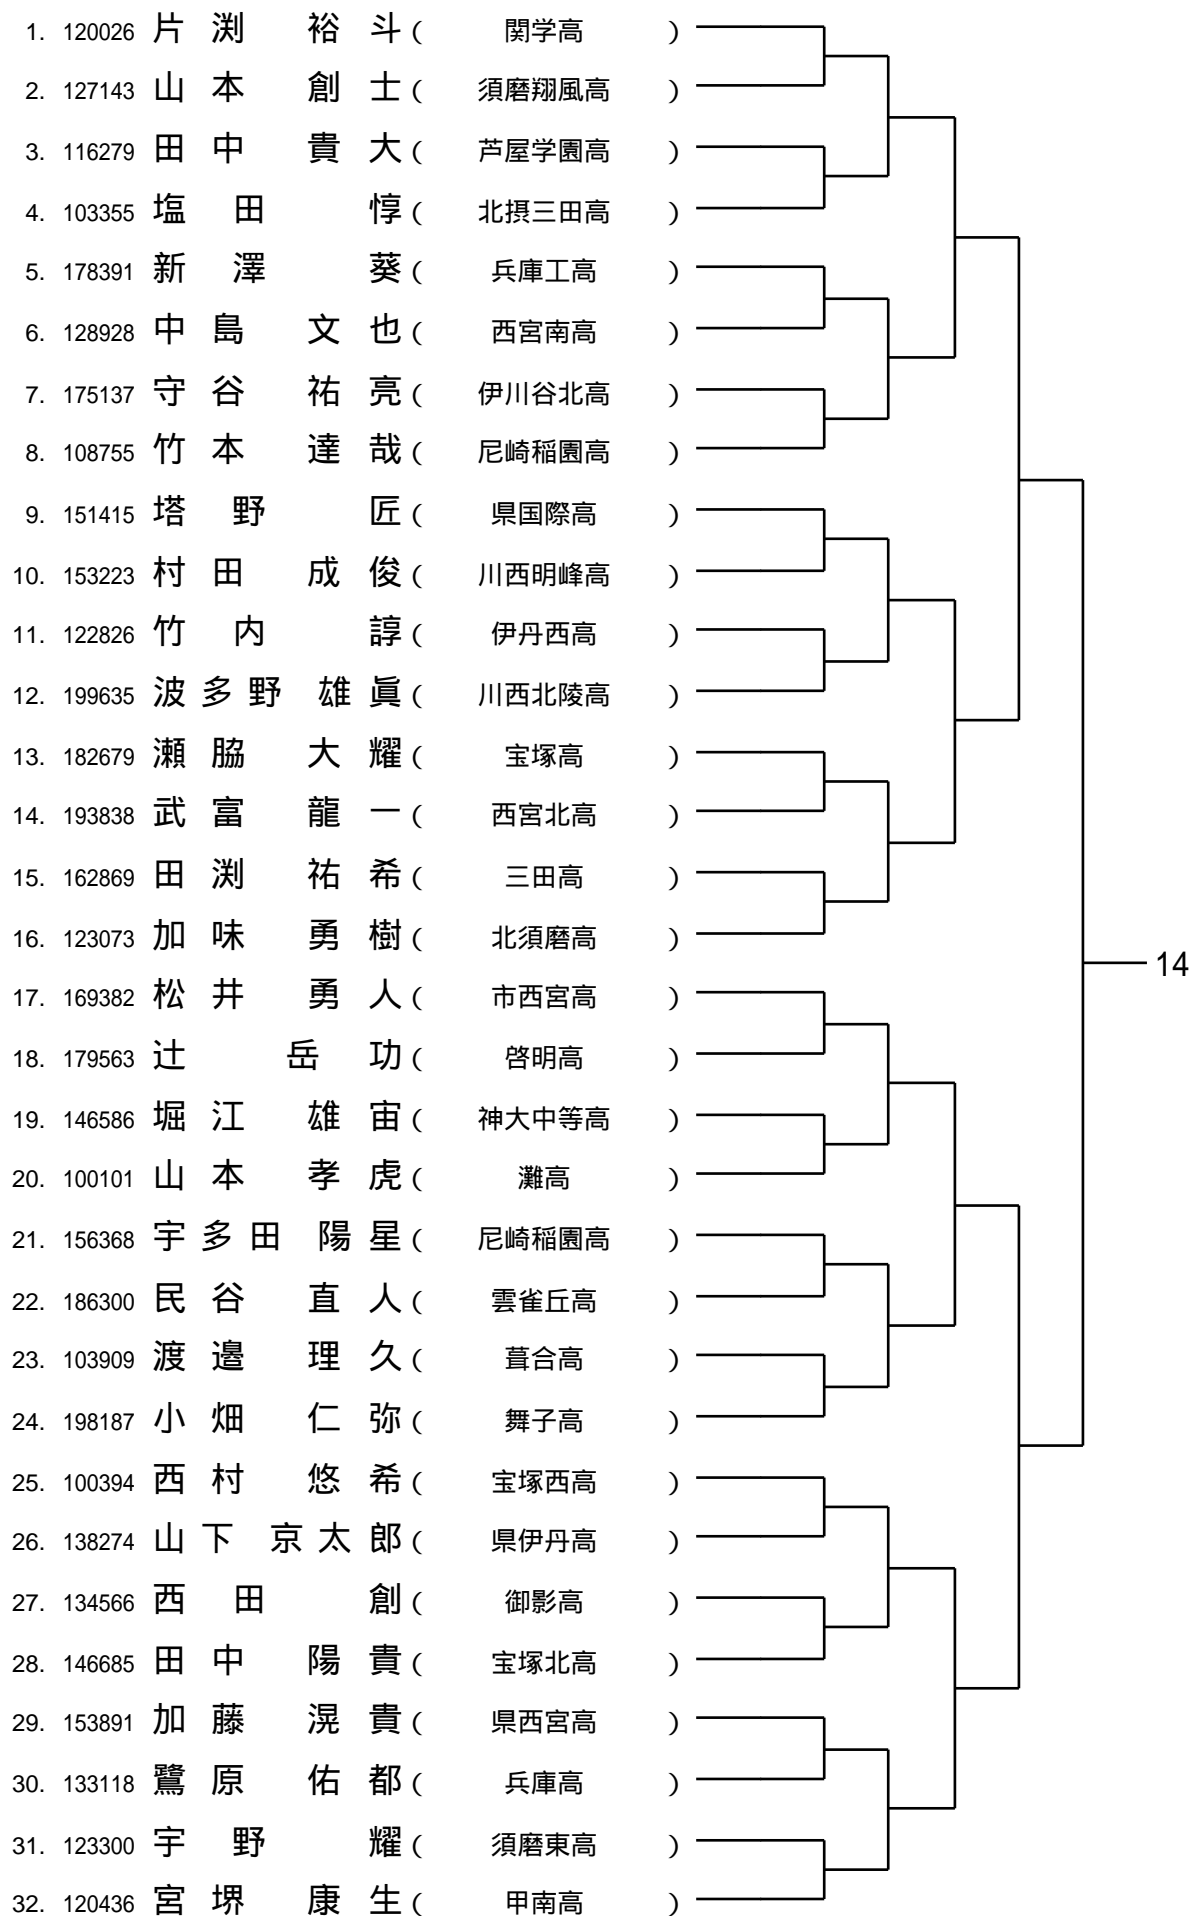 1. 120026 片渕 裕斗 ( 関学高 )
2. 127143 山本 創士 ( 須磨翔風高 )
3. 116279 田中 貴大 ( 芦屋学園高 )
4. 103355 塩田 惇 ( 北摂三田高 )
5. 178391 新澤 葵 ( 兵庫工高 )
6. 128928 中島 文也 ( 西宮南高 )
7. 175137 守谷 祐亮 ( 伊川谷北高 )
8. 108755 竹本 達哉 ( 尼崎稲園高 )
9. 151415 塔野 匠 ( 県国際高 )
10. 153223 村田 成俊 ( 川西明峰高 )
11. 122826 竹内 諄 ( 伊丹西高 )
12. 199635 波多野 雄眞 ( 川西北陵高 )
13. 182679 瀬脇 大耀 ( 宝塚高 )
14. 193838 武富 龍一 ( 西宮北高 )
15. 162869 田渕 祐希 ( 三田高 )
16. 123073 加味 勇樹 ( 北須磨高 )
14
17. 169382 松井 勇人 ( 市西宮高 )
18. 179563 辻 岳功 ( 啓明高 )
19. 146586 堀江 雄宙 ( 神大中等高 )
20. 100101 山本 孝虎 ( 灘高 )
21. 156368 宇多田 陽星 ( 尼崎稲園高 )
22. 186300 民谷 直人 ( 雲雀丘高 )
23. 103909 渡邉 理久 ( 葺合高 )
24. 198187 小畑 仁弥 ( 舞子高 )
25. 100394 西村 悠希 ( 宝塚西高 )
26. 138274 山下 京太郎 ( 県伊丹高 )
27. 134566 西田 創 ( 御影高 )
28. 146685 田中 陽貴 ( 宝塚北高 )
29. 153891 加藤 滉貴 ( 県西宮高 )
30. 133118 鷺原 佑都 ( 兵庫高 )
31. 123300 宇野 耀 ( 須磨東高 )
32. 120436 宮堺 康生 ( 甲南高 )